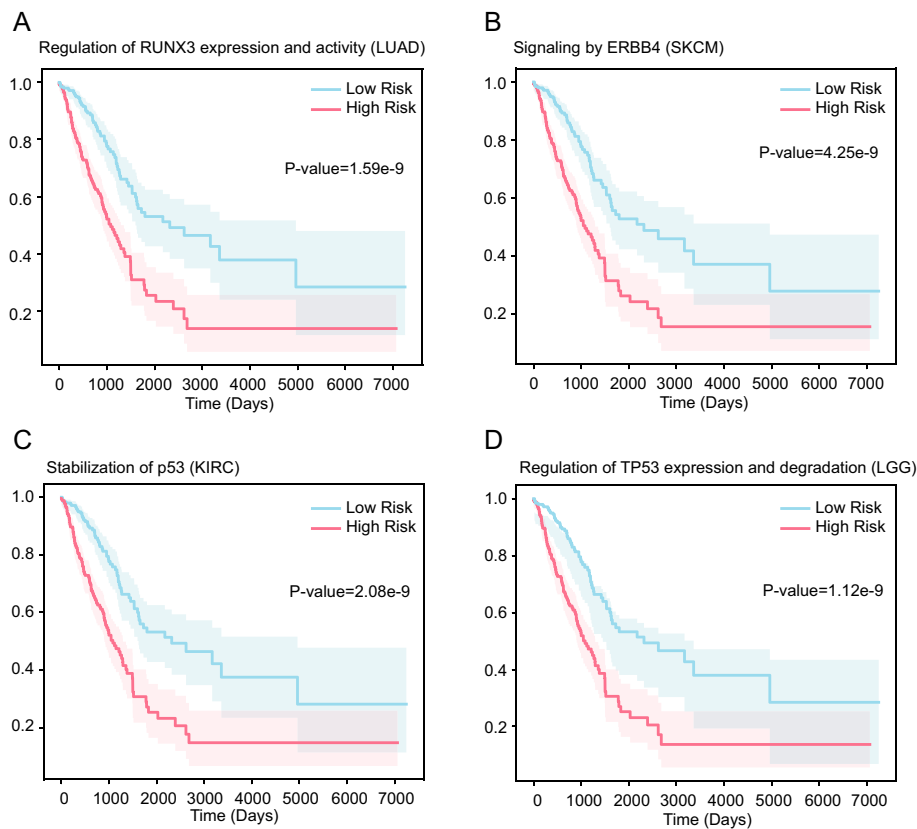 A
Regulation of RUNX3 expression and activity (LUAD)
1.0
0.8
0.6
0.4
0.2
Low Risk
High Risk
P-value=1.59e-9
0 1000 2000 3000 4000 5000 6000 7000
Time (Days)
B
Signaling by ERBB4 (SKCM)
1.0
0.8
0.6
0.4
0.2
Low Risk
High Risk
P-value=4.25e-9
0 1000 2000 3000 4000 5000 6000 7000
Time (Days)
C
Stabilization of p53 (KIRC)
1.0
0.8
0.6
0.4
0.2
Low Risk
High Risk
P-value=2.08e-9
0 1000 2000 3000 4000 5000 6000 7000
Time (Days)
D
Regulation of TP53 expression and degradation (LGG)
1.0
0.8
0.6
0.4
0.2
Low Risk
High Risk
P-value=1.12e-9
0 1000 2000 3000 4000 5000 6000 7000
Time (Days)